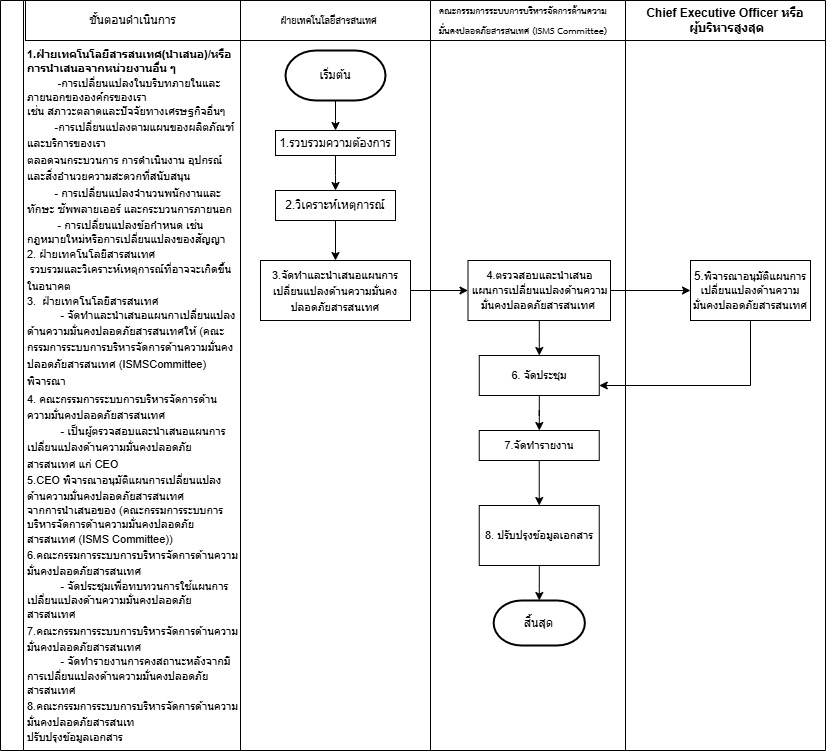 ขั้นตอนดำเนินการ
ฝ่ายเทคโนโลยีสารสนเทศ
คณะกรรมการระบบการบริหารจัดการด้านความ
มั่นคงปลอดภัยสารสนเทศ (ISMS Committee)
Chief Executive Officer หรือ
ผู้บริหารสูงสุด
1.ฝ่ายเทคโนโลยีสารสนเทศ(นำเสนอ)/หรือ
การนำเสนอจากหน่วยงานอื่น ๆ
-การเปลี่ยนแปลงในบริบทภายในและ
ภายนอกขององค์กรของเรา
เช่น สภาวะตลาดและปัจจัยทางเศรษฐกิจอื่นๆ
-การเปลี่ยนแปลงตามแผนของผลิตภัณฑ์
และบริการของเรา
ตลอดจนกระบวนการ การดำเนินงาน อุปกรณ์
และสิ่งอำนวยความสะดวกที่สนับสนุน
- การเปลี่ยนแปลงจำนวนพนักงานและ
ทักษะ ซัพพลายเออร์ และกระบวนการภายนอก
- การเปลี่ยนแปลงข้อกำหนด เช่น
กฎหมายใหม่หรือการเปลี่ยนแปลงของสัญญา
2. ฝ่ายเทคโนโลยีสารสนเทศ
รวบรวมและวิเคราะห์เหตุการณ์ที่อาจจะเกิดขึ้น
ในอนาคต
3. ฝ่ายเทคโนโลยีสารสนเทศ
- จัดทำและนำเสนอแผนกาเปลี่ยนแปลง
ด้านความมั่นคงปลอดภัยสารสนเทศให้ (คณะ
กรรมการระบบการบริหารจัดการด้านความมั่นคง
ปลอดภัยสารสนเทศ (ISMSCommittee)
พิจารณา
4. คณะกรรมการระบบการบริหารจัดการด้าน
ความมั่นคงปลอดภัยสารสนเทศ
- เป็นผู้ตรวจสอบและนำเสนอแผนการ
เปลี่ยนแปลงด้านความมั่นคงปลอดภัย
สารสนเทศ แก่ CEO
5.CEO พิจารณาอนุมัติแผนการเปลี่ยนแปลง
ด้านความมั่นคงปลอดภัยสารสนเทศ
จากการนำเสนอของ (คณะกรรมการระบบการ
บริหารจัดการด้านความมั่นคงปลอดภัย
สารสนเทศ (ISMS Committee))
6.คณะกรรมการระบบการบริหารจัดการด้านความ
มั่นคงปลอดภัยสารสนเทศ
- จัดประชุมเพื่อทบทวนการใช้แผนการ
เปลี่ยนแปลงด้านความมั่นคงปลอดภัย
สารสนเทศ
7.คณะกรรมการระบบการบริหารจัดการด้านความ
มั่นคงปลอดภัยสารสนเทศ
- จัดทำรายงานการคงสถานะหลังจากมี
การเปลี่ยนแปลงด้านความมั่นคงปลอดภัย
สารสนเทศ
8.คณะกรรมการระบบการบริหารจัดการด้านความ
มั่นคงปลอดภัยสารสนเท
ปรับปรุงข้อมูลเอกสาร
เริ่มต้น
1.รวบรวมความต้องการ
2.วิเคราะห์เหตุการณ์
3.จัดทำและนำเสนอแผนการ
เปลี่ยนแปลงด้านความมั่นคง
ปลอดภัยสารสนเทศ
4.ตรวจสอบและนำเสนอ
แผนการเปลี่ยนแปลงด้านความ
มั่นคงปลอดภัยสารสนเทศ
5.พิจารณาอนุมัติแผนการ
เปลี่ยนแปลงด้านความ
มั่นคงปลอดภัยสารสนเทศ
6. จัดประชุม
7.จัดทำรายงาน
8. ปรับปรุงข้อมูลเอกสาร
สิ้นสุด